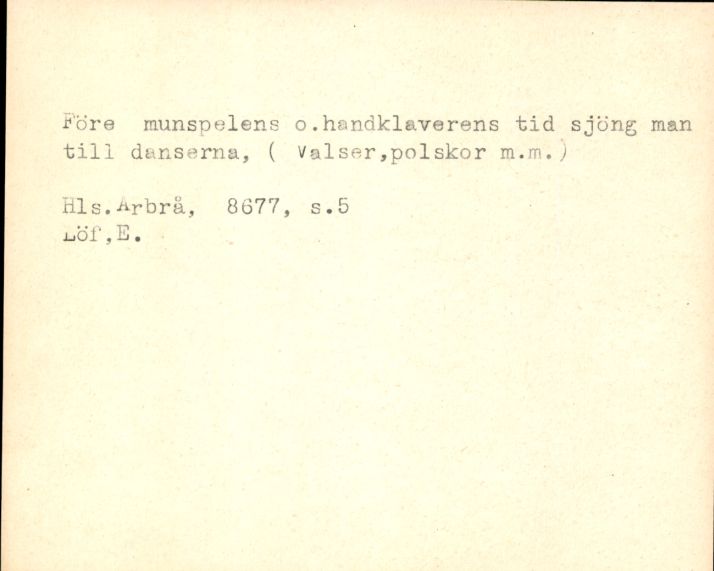 Före munspelens o.handklaverens tid sjöng man
till danserna, ( Valser,polskor m.m.)
Hls.Arbrå, 8677, s.5
Löf,E.